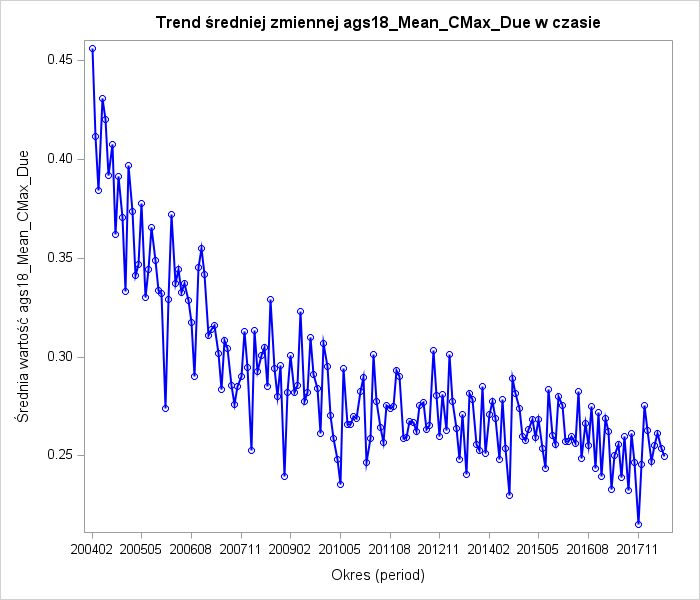 Trend średniej zmiennej ags18_Mean_CMax_Due w czasie
Średnia wartość ags18_Mean_CMax_Due
0.45
0.40
0.35
0.30
0.25
200402 200505 200608 200711 200902 201005 201108 201211 201402 201505 201608 201711
Okres (period)